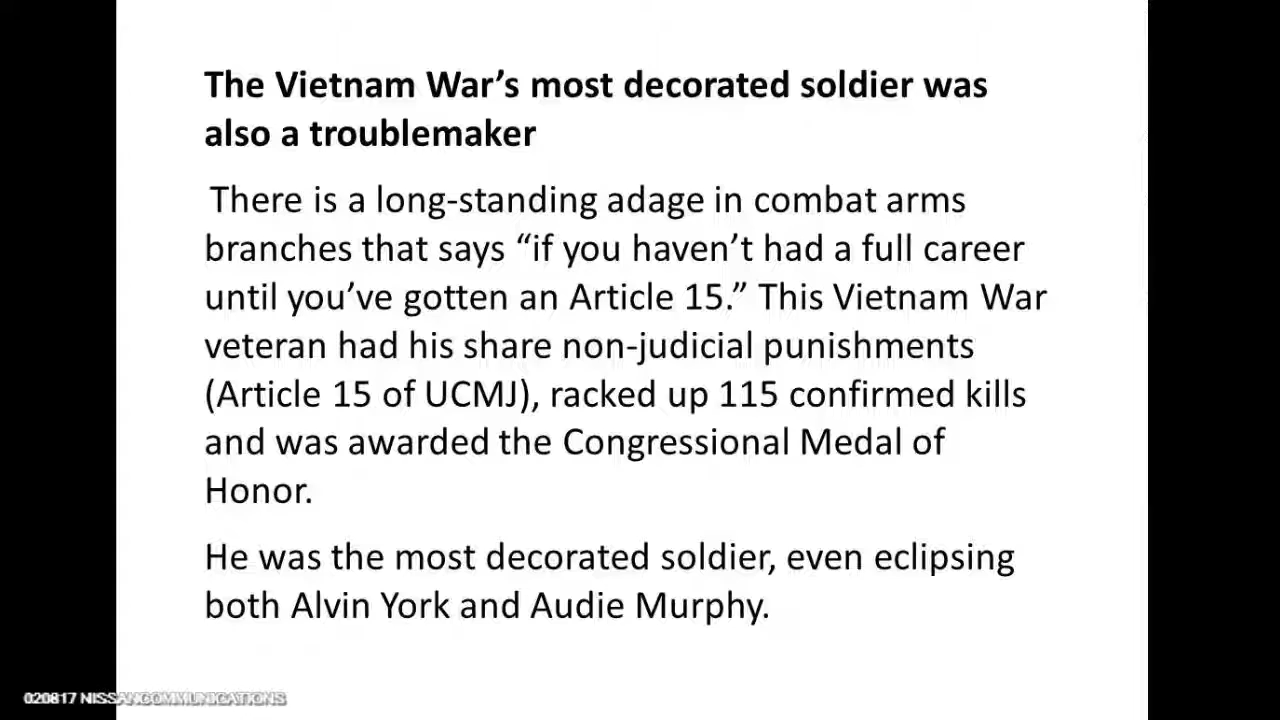 The Vietnam War’s most decorated soldier was
also a troublemaker
There is a long-standing adage in combat arms
branches that says “if you haven’t had a full career
until you’ve gotten an Article 15.” This Vietnam War
veteran had his share non-judicial punishments
(Article 15 of UCMJ), racked up 115 confirmed kills
and was awarded the Congressional Medal of
Honor.
He was the most decorated soldier, even eclipsing
both Alvin York and Audie Murphy.
020817 NISSANCOMMUNICATIONS